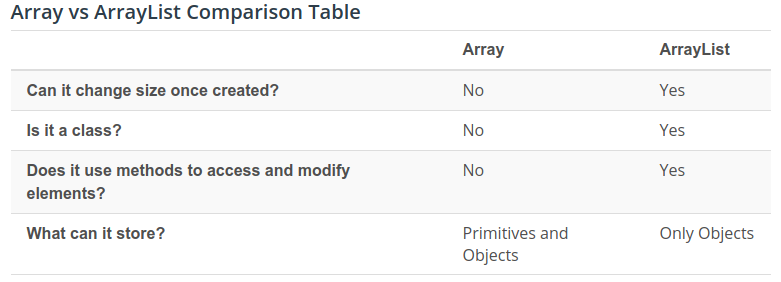 Array vs ArrayList Comparison Table
Array ArrayList
Can it change size once created? No Yes
Is it a class? No Yes
Does it use methods to access and modify No Yes
elements?
What can it store? Primitives and Only Objects
Objects